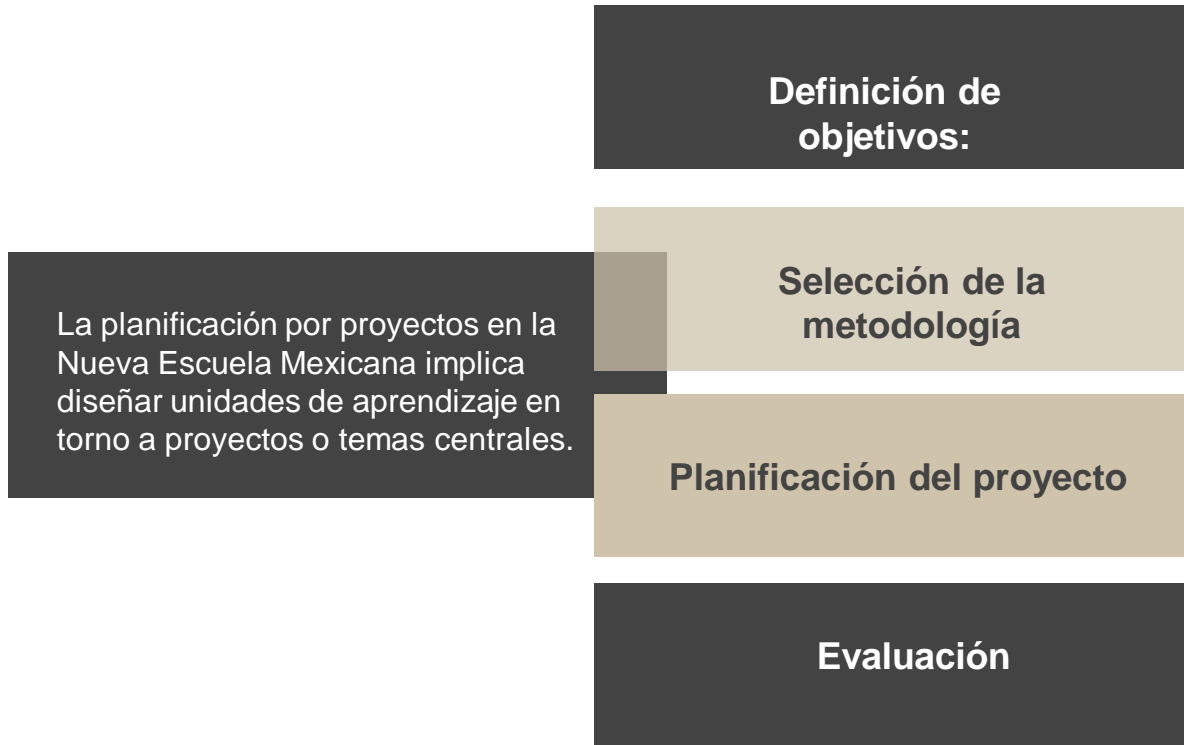 La planificación por proyectos en la
Nueva Escuela Mexicana implica
diseñar unidades de aprendizaje en
torno a proyectos o temas centrales.
Definición de
objetivos:
Selección de la
metodología
Planificación del proyecto
Evaluación